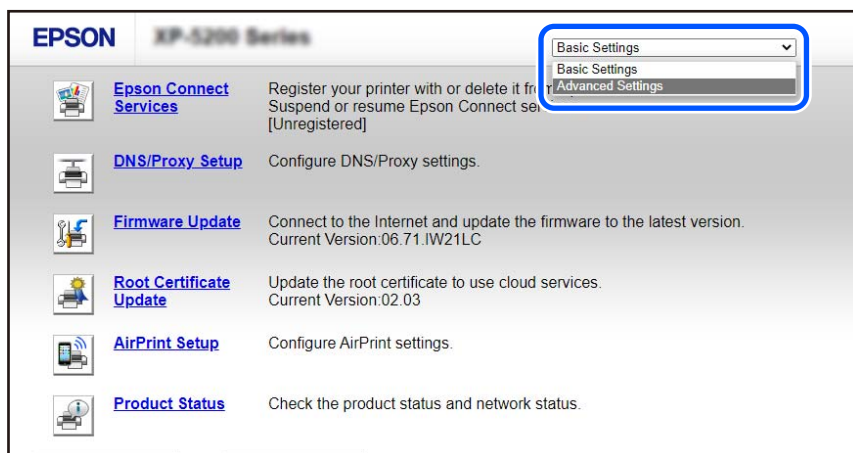 EPSON XP-5200 Series
Basic Settings
Basic Settings
Advanced Settings
Epson Connect
Services
Register your printer with or delete it
Suspend or resume Epson Connect
[Unregistered]
DNS/Proxy Setup
Configure DNS/Proxy settings.
Firmware Update
Connect to the Internet and update the firmware to the latest version.
Current Version:06.71.IW21LC
Root Certificate
Update
Update the root certificate to use cloud services.
Current Version:02.03
AirPrint Setup
Configure AirPrint settings.
Product Status
Check the product status and network status.